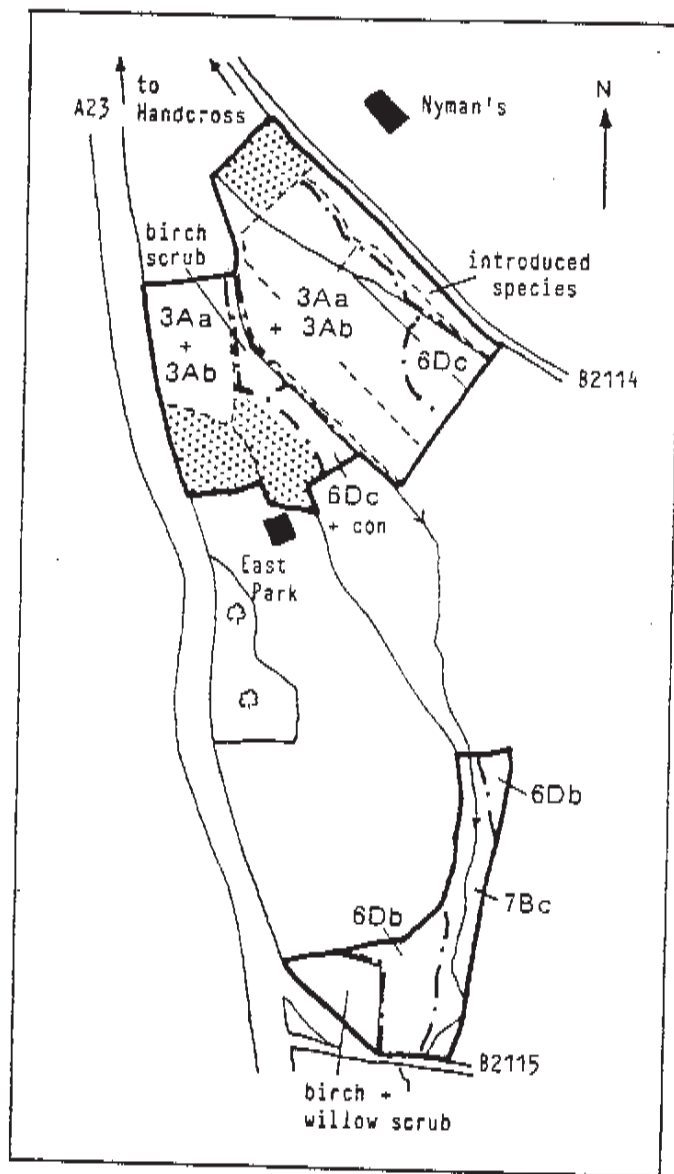 A23
to
Handcross
Nyman's
N
birch
scrub
introduced
species
3Aa
+
3Ab
3Aa
+
3Ab
6Dc
B2114
6Dc
+ con
East
Park
6Db
7Bc
6Db
B2115
birch +
willow scrub